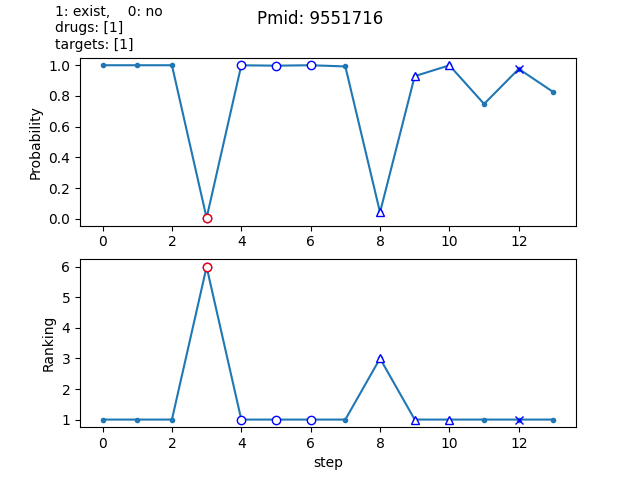 1: exist,    0: no
drugs: [1]
targets: [1]
Pmid: 9551716
Probability
1.0
0.8
0.6
0.4
0.2
0.0
0 2 4 6 8 10 12
Ranking
6
5
4
3
2
1
0 2 4 6 8 10 12
step